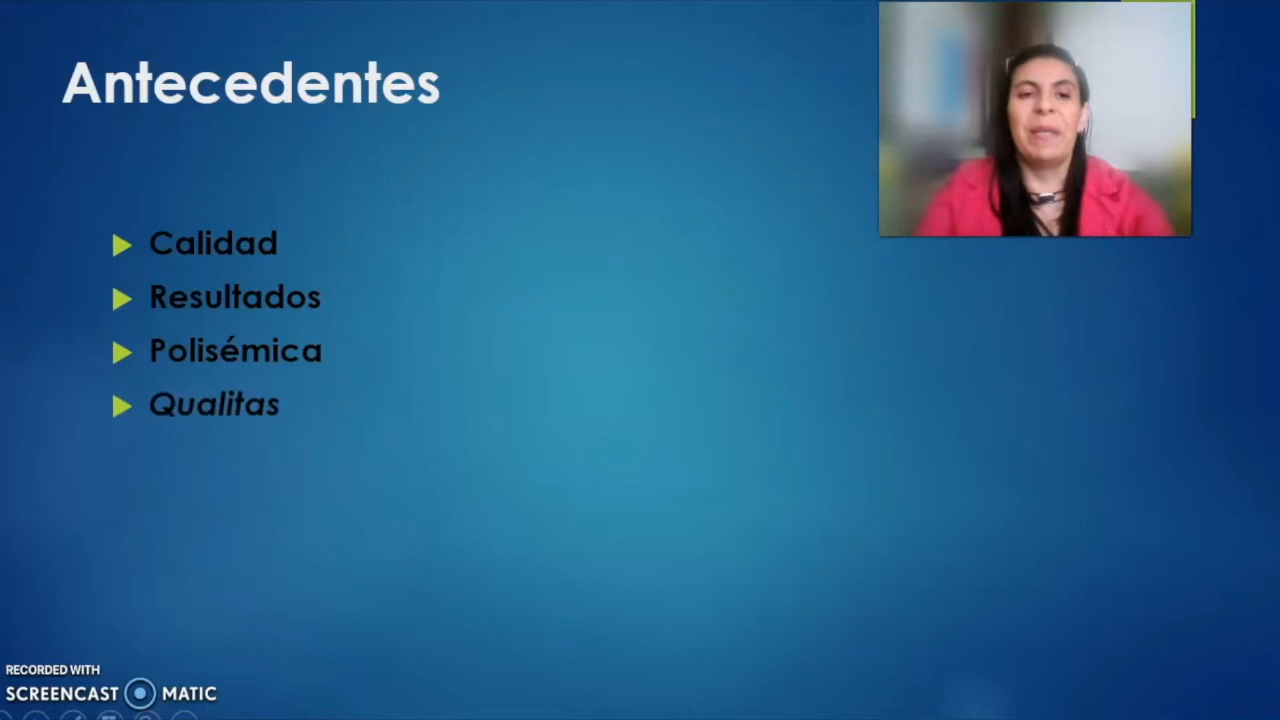 Antecedentes
Calidad
Resultados
Polisémica
Qualitas
RECORDED WITH
SCREENCAST MATIC